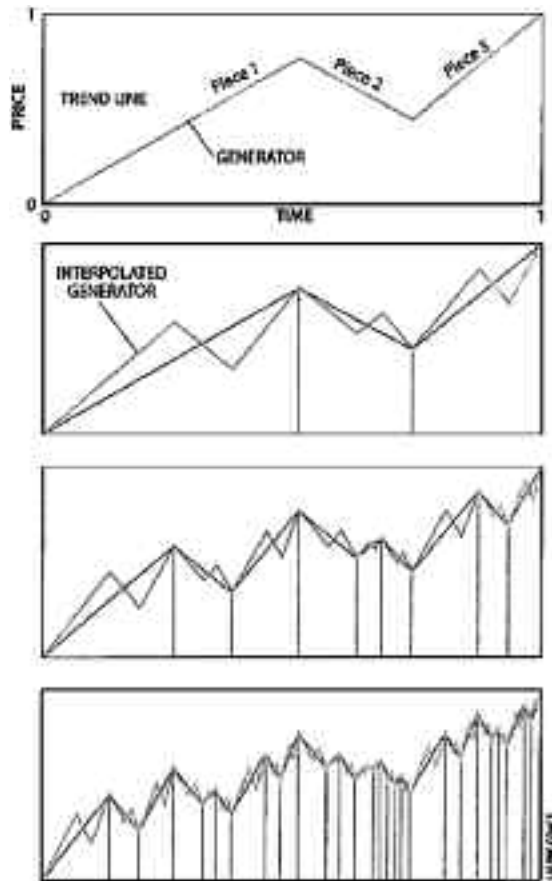 1
Piece 1
Piece 2
Piece 3
TREND LINE
PRICE
GENERATOR
0
0
TIME
1
INTERPOLATED
GENERATOR